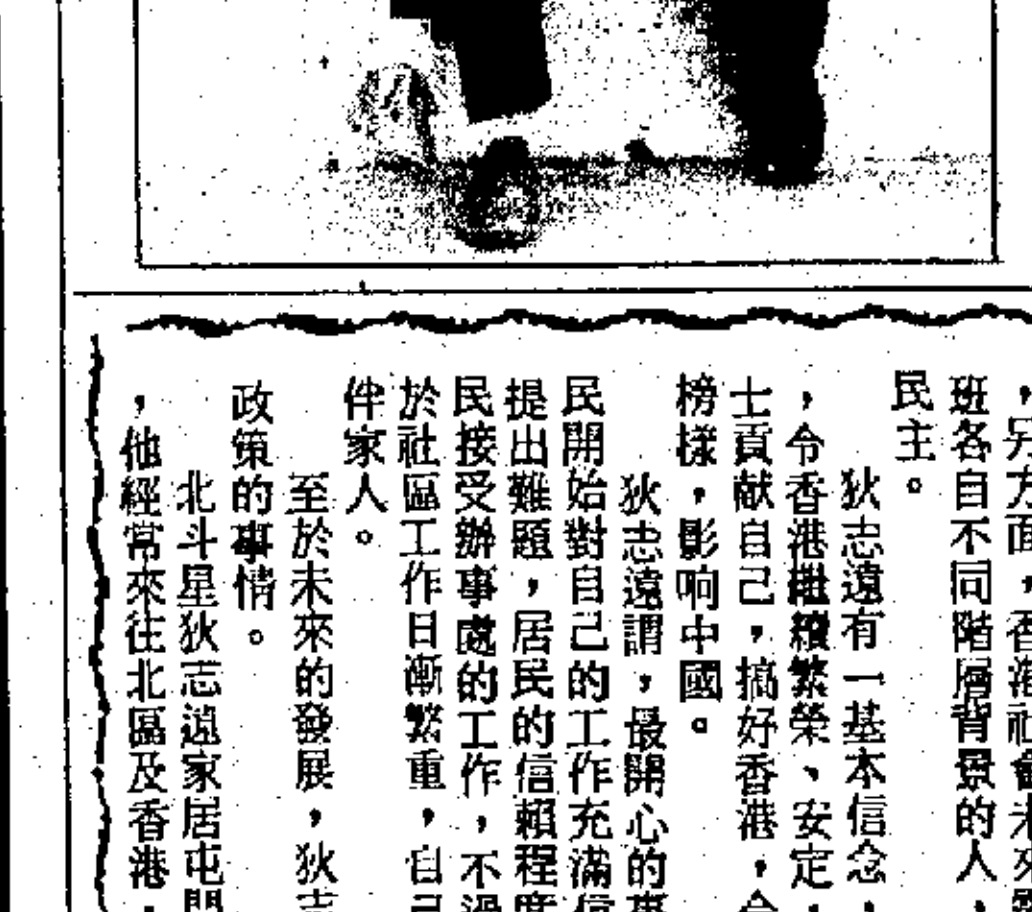 ，另方面，香港社會未來
班各自不同階層背景的人，
民主。
狄志遠有一基本信念，
，令香港繼續繁榮、安定，
士貢献自己，搞好香港，令
榜樣，影响中國。
狄志遠謂，最開心的事
民開始對自己的工作充滿信
提出難題，居民的信賴程度
民接受辦事處的工作，不過
於社區工作日漸繁重，自己
伴家人。
至於未來的發展，狄志
政策的事情。
北斗星狄志遠家居屯門
，他經常來往北區及香港，